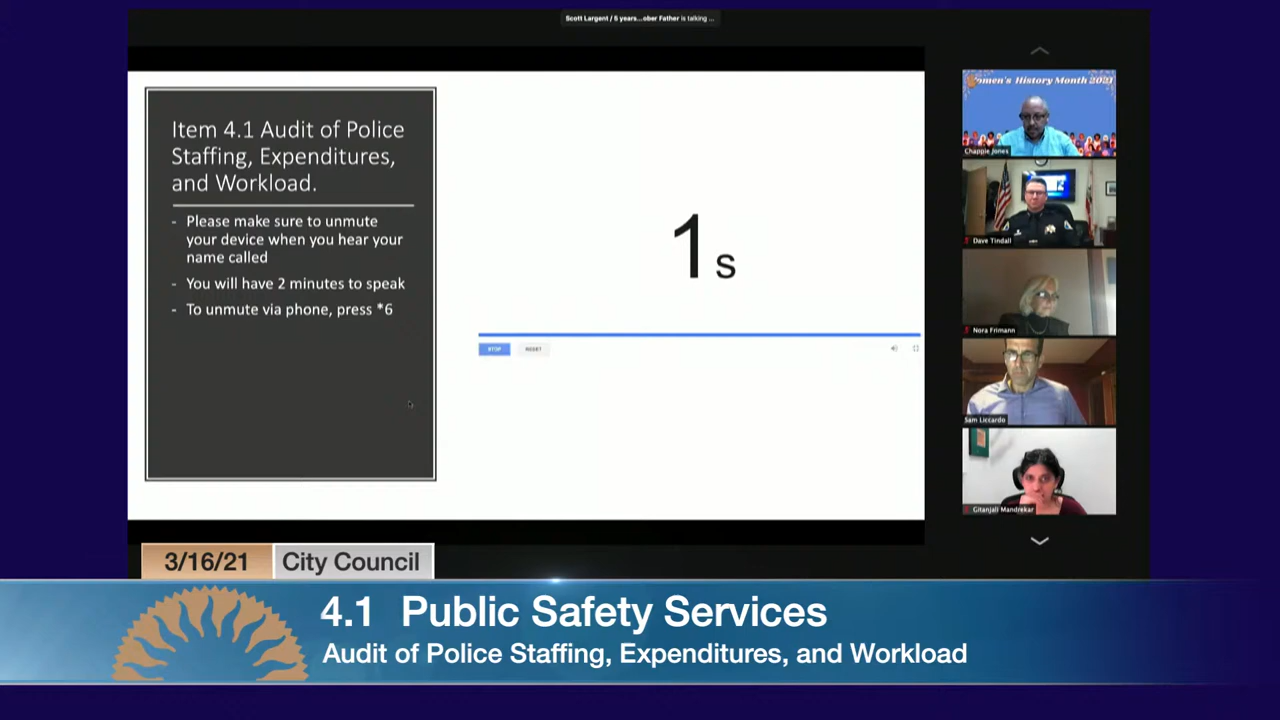 Scott Largent / 5 years...ober Father is talking ...
Item 4.1 Audit of Police
Staffing, Expenditures,
and Workload.
- Please make sure to unmute
your device when you hear your
name called
- You will have 2 minutes to speak
- To unmute via phone, press *6
1 s
STOP
RESET
Women's History Month 2021
Chappie Jones
Dave Tindall
Nora Frimann
Sam Liccardo
Gitanjali Mandrekar
3/16/21
City Council
4.1 Public Safety Services
Audit of Police Staffing, Expenditures, and Workload